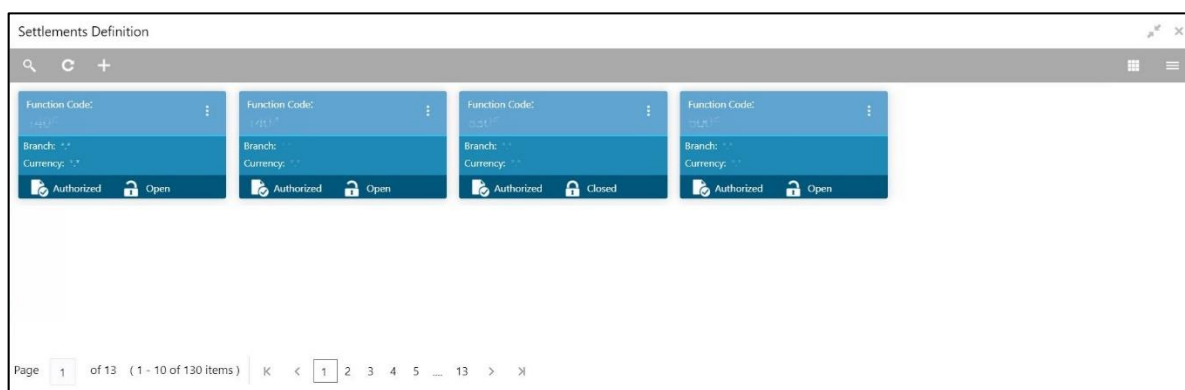 Settlements Definition
Function Code:
Branch: *.*
Currency: *.*
Authorized Open
Function Code:
Branch:
Currency:
Authorized Open
Function Code:
Branch:
Currency:
Authorized Closed
Function Code:
Branch:
Currency:
Authorized Open
Page 1 of 13 ( 1 - 10 of 130 items ) 1 2 3 4 5 ... 13